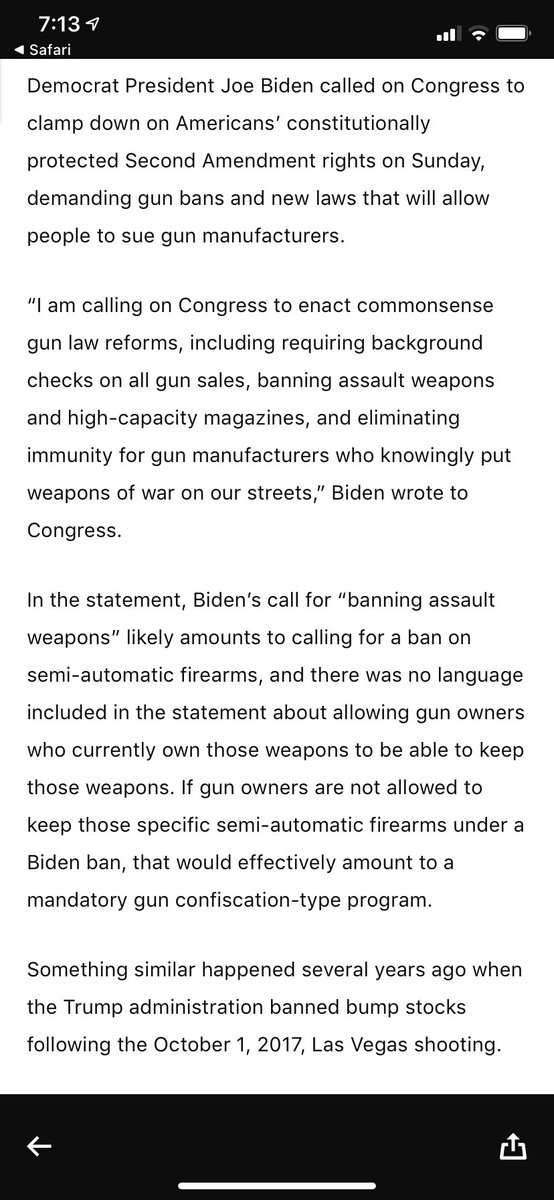 7:13
◀ Safari
Democrat President Joe Biden called on Congress to
clamp down on Americans’ constitutionally
protected Second Amendment rights on Sunday,
demanding gun bans and new laws that will allow
people to sue gun manufacturers.
“I am calling on Congress to enact commonsense
gun law reforms, including requiring background
checks on all gun sales, banning assault weapons
and high-capacity magazines, and eliminating
immunity for gun manufacturers who knowingly put
weapons of war on our streets,” Biden wrote to
Congress.
In the statement, Biden’s call for “banning assault
weapons” likely amounts to calling for a ban on
semi-automatic firearms, and there was no language
included in the statement about allowing gun owners
who currently own those weapons to be able to keep
those weapons. If gun owners are not allowed to
keep those specific semi-automatic firearms under a
Biden ban, that would effectively amount to a
mandatory gun confiscation-type program.
Something similar happened several years ago when
the Trump administration banned bump stocks
following the October 1, 2017, Las Vegas shooting.